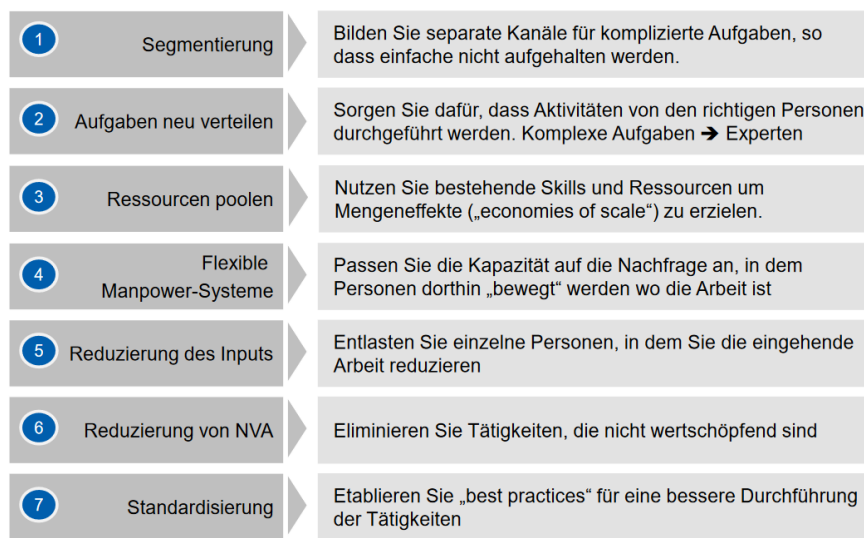 1
Segmentierung
Bilden Sie separate Kanäle für komplizierte Aufgaben, so
dass einfache nicht aufgehalten werden.
2
Aufgaben neu verteilen
Sorgen Sie dafür, dass Aktivitäten von den richtigen Personen
durchgeführt werden. Komplexe Aufgaben ➔ Experten
3
Ressourcen poolen
Nutzen Sie bestehende Skills und Ressourcen um
Mengeneffekte („economies of scale“) zu erzielen.
4
Flexible
Manpower-Systeme
Passen Sie die Kapazität auf die Nachfrage an, in dem
Personen dorthin „bewegt“ werden wo die Arbeit ist
5
Reduzierung des Inputs
Entlasten Sie einzelne Personen, in dem Sie die eingehende
Arbeit reduzieren
6
Reduzierung von NVA
Eliminieren Sie Tätigkeiten, die nicht wertschöpfend sind
7
Standardisierung
Etablieren Sie „best practices“ für eine bessere Durchführung
der Tätigkeiten